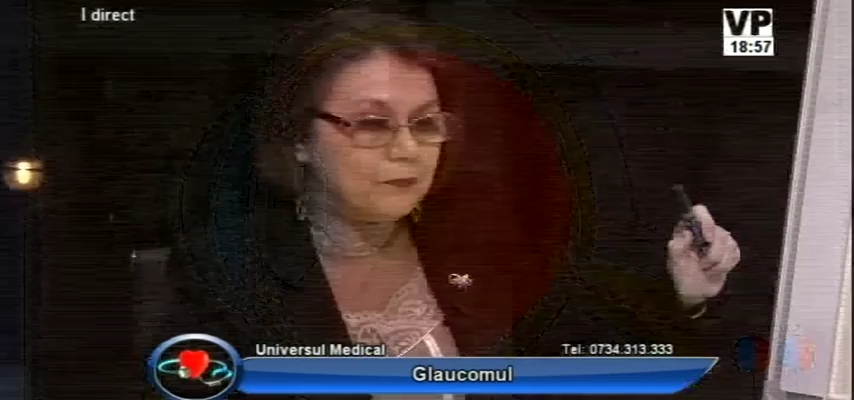 I direct
VP
18:57
Universul Medical
Tel: 0734.313.333
Glaucomul